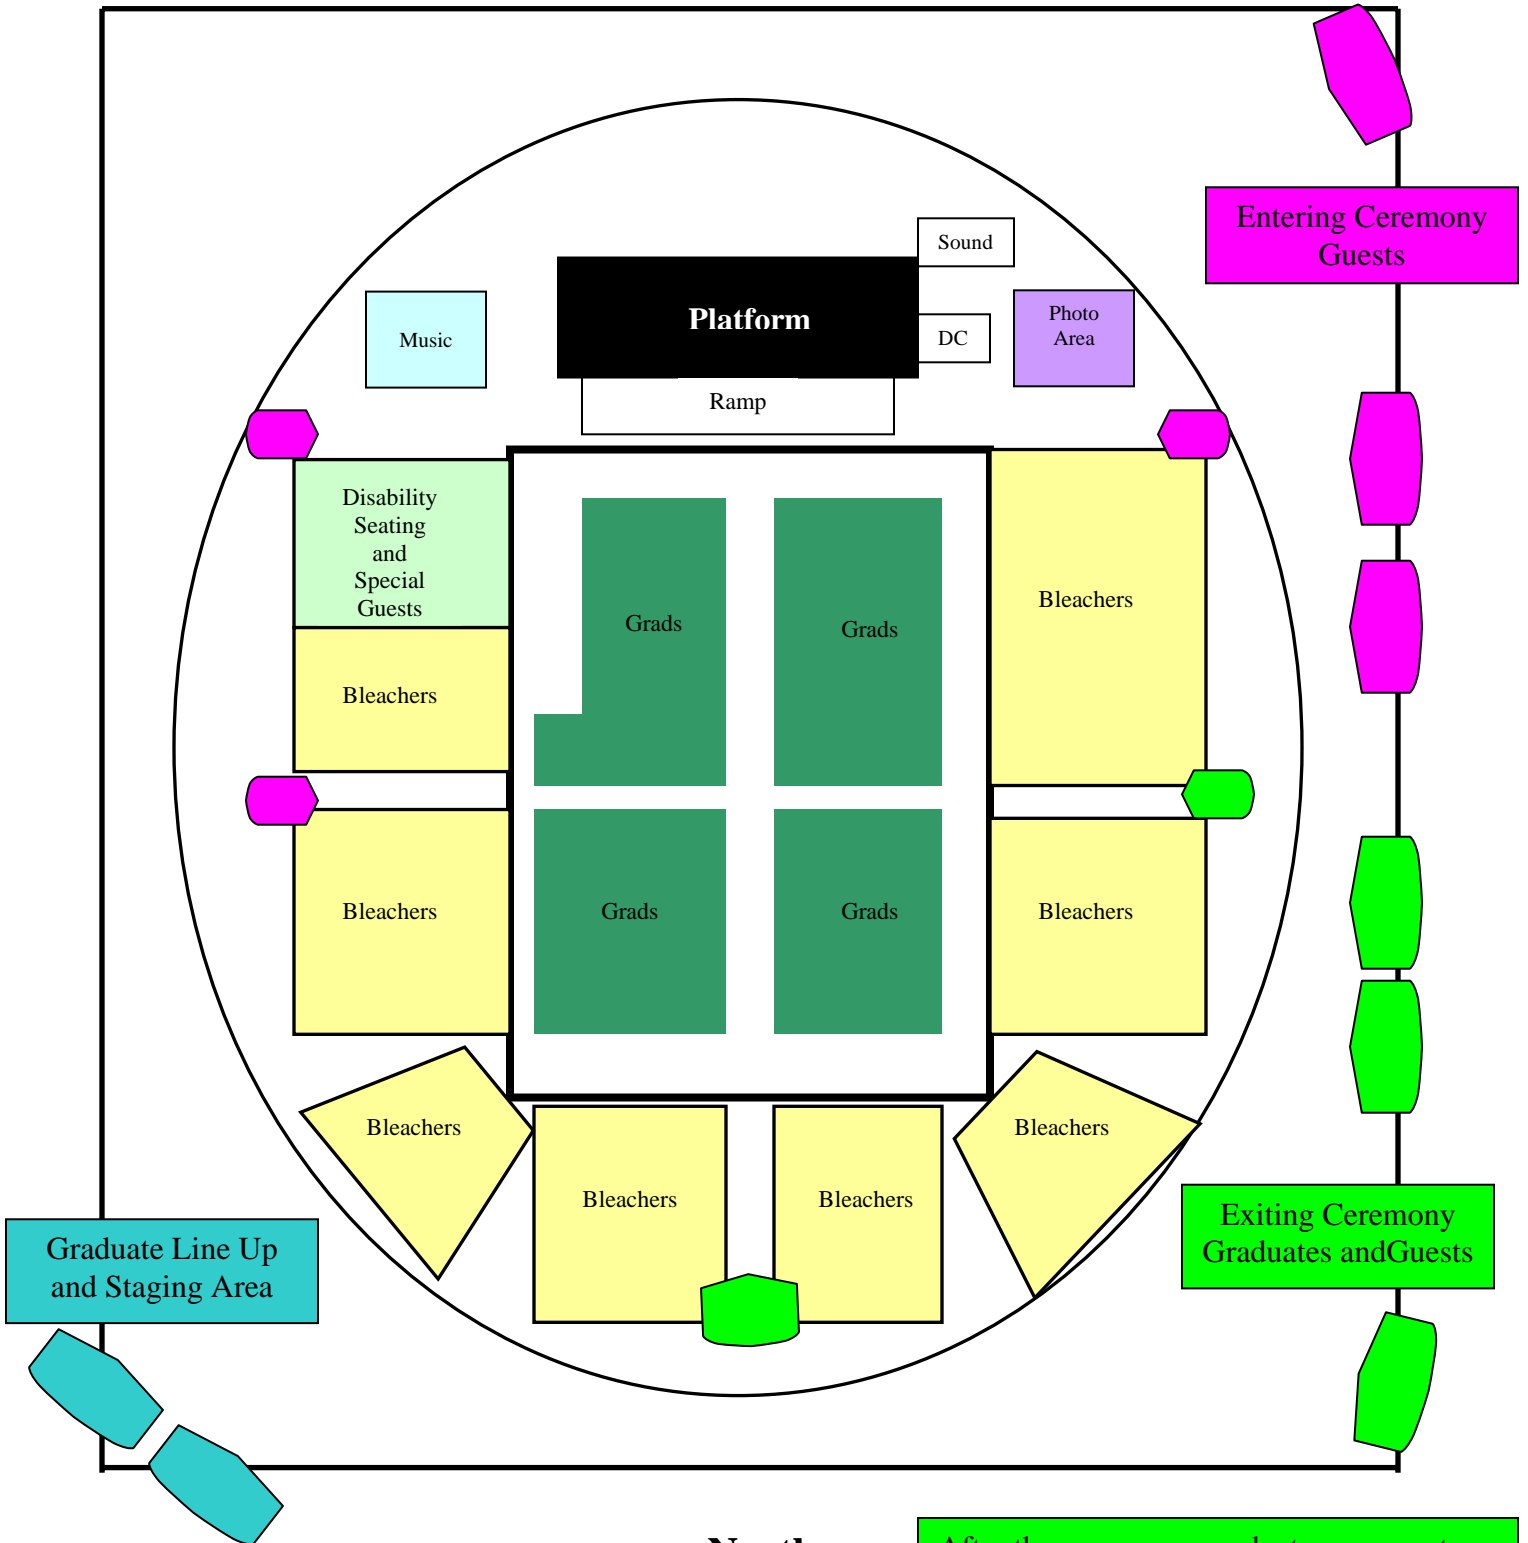 Entering Ceremony
Guests
Sound
Platform
Photo
Area
DC
Music
Ramp
Disability
Seating
and
Special
Guests
Bleachers
Grads
Grads
Bleachers
Bleachers
Grads
Grads
Bleachers
Bleachers
Bleachers
Bleachers
Bleachers
Graduate Line Up
and Staging Area
Exiting Ceremony
Graduates andGuests